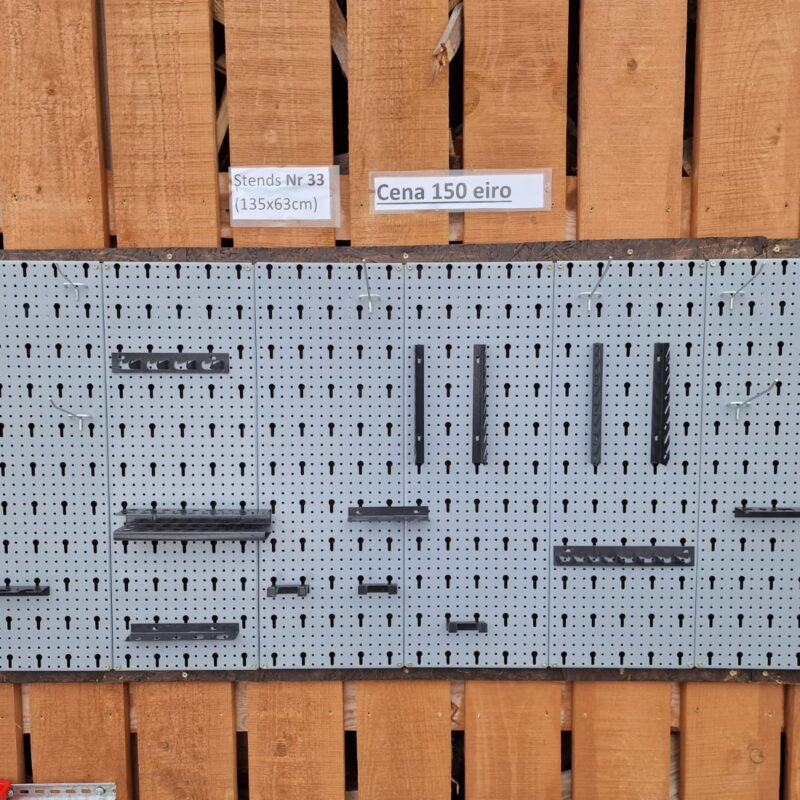 Stends Nr 33
(135x63cm)
Cena 150 eiro